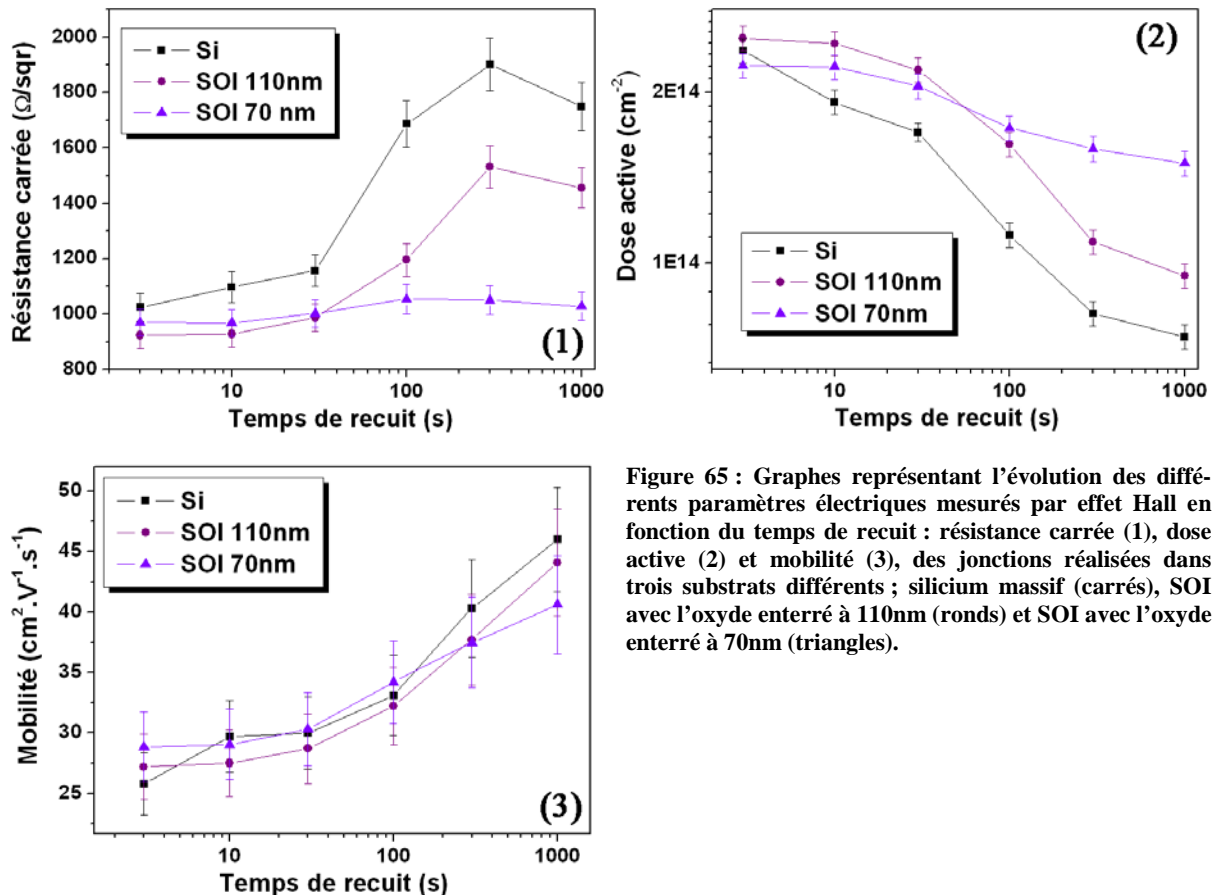 2000
1800
1600
1400
1200
1000
800
Résistance carrée (Ω/sqr)
Si
SOI 110nm
SOI 70 nm
(1)
10
100
1000
Temps de recuit (s)
(2)
2E14
1E14
Dose active (cm-2)
Si
SOI 110nm
SOI 70nm
10
100
1000
Temps de recuit (s)
50
45
40
35
30
25
Mobilité (cm2.V-1.s-1)
Si
SOI 110nm
SOI 70nm
(3)
10
100
1000
Temps de recuit (s)
Figure 65 : Graphes représentant l’évolution des diffé-
rents paramètres électriques mesurés par effet Hall en
fonction du temps de recuit : résistance carrée (1), dose
active (2) et mobilité (3), des jonctions réalisées dans
trois substrats différents ; silicium massif (carrés), SOI
avec l’oxyde enterré à 110nm (ronds) et SOI avec l’oxyde
enterré à 70nm (triangles).